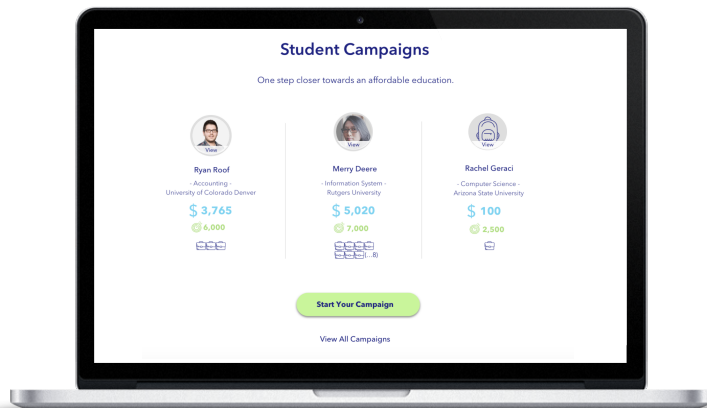 Student Campaigns
One step closer towards an affordable education.
View
Ryan Roof
- Accounting -
University of Colorado Denver
$ 3,765
6,000
View
Merry Deere
- Information System -
Rutgers University
$ 5,020
7,000
(...8)
View
Rachel Geraci
- Computer Science -
Arizona State University
$ 100
2,500
Start Your Campaign
View All Campaigns